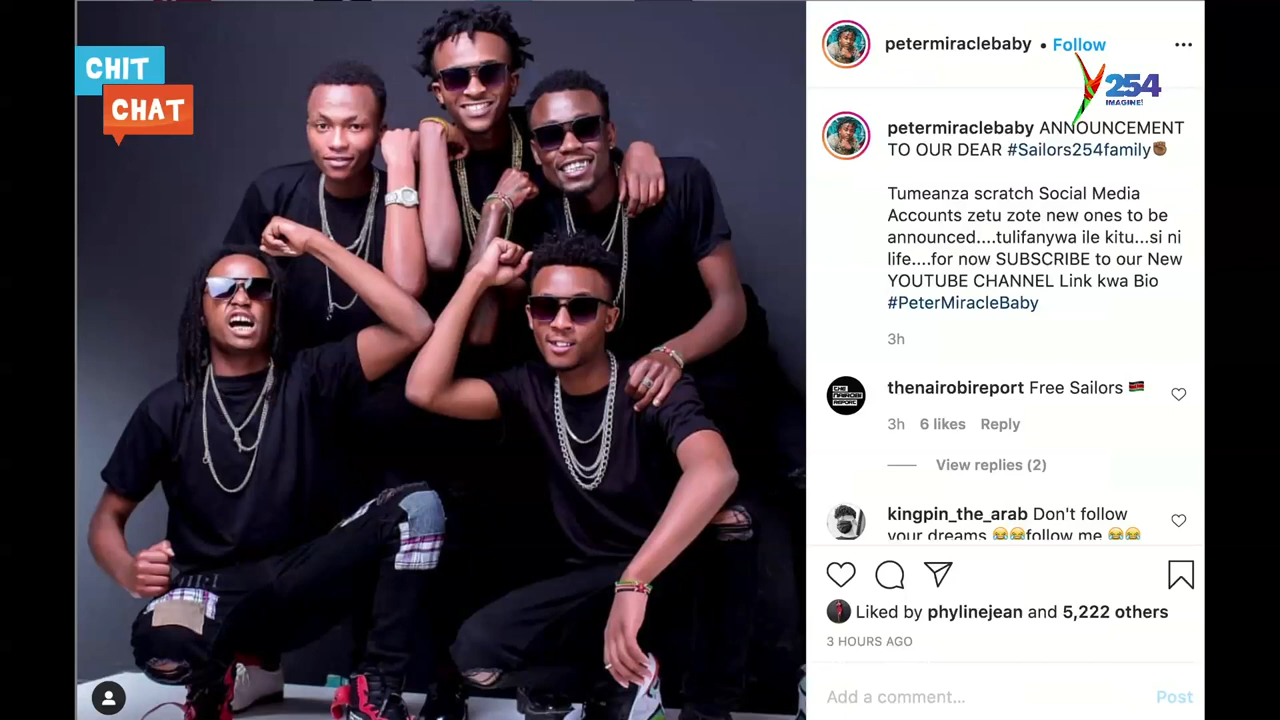 CHIT
CHAT
petermiraclebaby • Follow
254
IMAGINE!
petermiraclebaby ANNOUNCEMENT
TO OUR DEAR #Sailors254family✊🏾
Tumeanza scratch Social Media
Accounts zetu zote new ones to be
announced....tulifanywa ile kitu...si ni
life....for now SUBSCRIBE to our New
YOUTUBE CHANNEL Link kwa Bio
#PeterMiracleBaby
3h
THE
NAIROBI
REPORT.
thenairobireport Free Sailors 🇰🇪
3h 6 likes Reply
View replies (2)
kingpin_the_arab Don't follow
your dreams 😂😂follow me 😂😂
Liked by phylinejean and 5,222 others
3 HOURS AGO
Add a comment...
Post